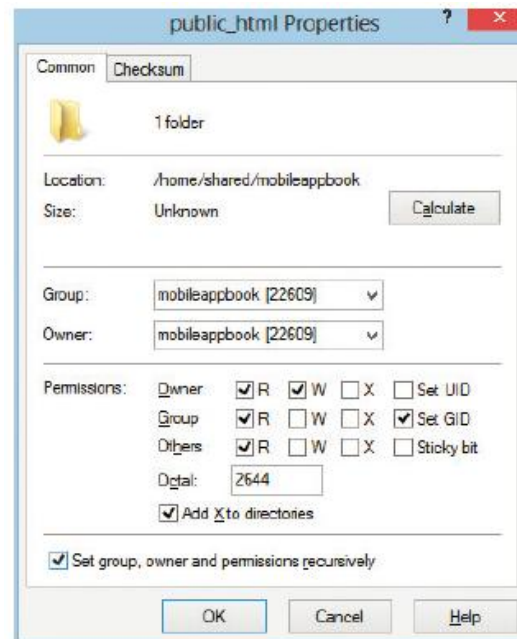 public_html Properties ?
Common Checksum
1 folder
Location: /home/shared/mobileappbook
Size: Unknown Calculate
Group: mobileappbook [22609]
Owner: mobileappbook [22609]
Permissions: Owner R W X Set UID
Group R W X Set GID
Others R W X Sticky bit
Octal: 2644
Add X to directories
Set group, owner and permissions recursively
OK Cancel Help